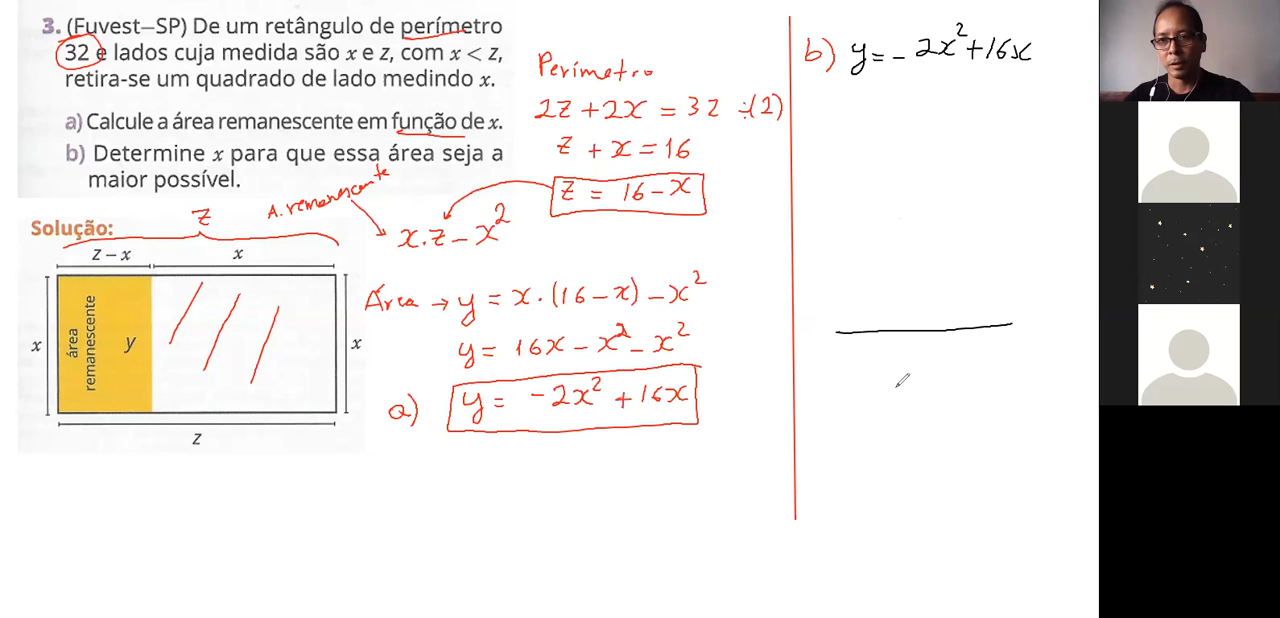 3. (Fuvest–SP) De um retângulo de perímetro
32 e lados cuja medida são x e z, com x < z,
retira-se um quadrado de lado medindo x.
a) Calcule a área remanescente em função de x.
b) Determine x para que essa área seja a
maior possível.
Solução:
z
A. remanescente
x.z - x²
z – x
x
x
área
remanescente
y
x
z
Perímetro
2z + 2x = 32 ÷(2)
z + x = 16
z = 16 - x
Área → y = x.(16 - x) - x²
y = 16x - x² - x²
a) y = -2x² + 16x
b) y = -2x² + 16x